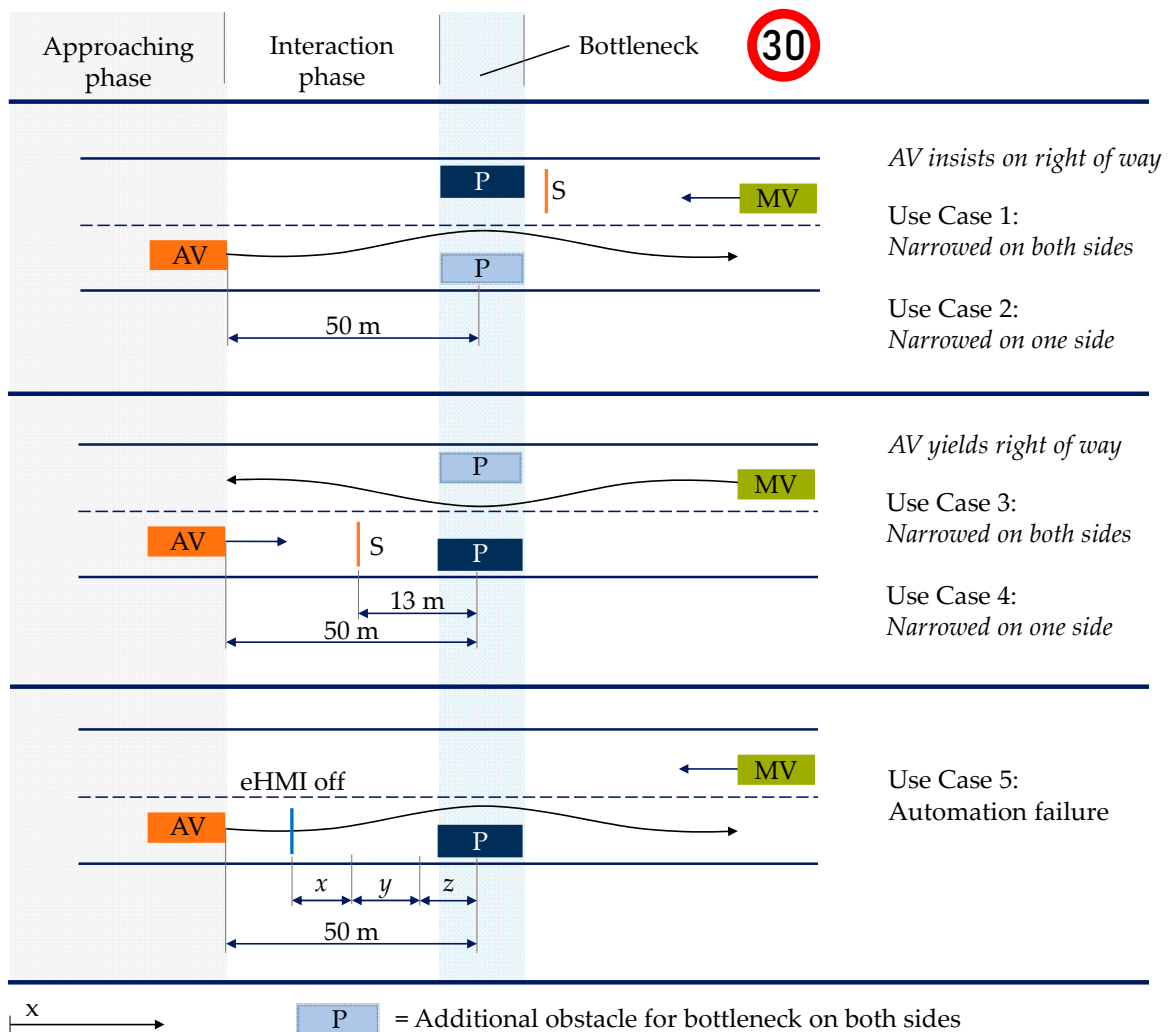 Approaching
phase
Interaction
phase
Bottleneck
30
P
S
MV
AV
P
50 m
AV insists on right of way
Use Case 1:
Narrowed on both sides
Use Case 2:
Narrowed on one side
P
MV
AV
S
P
13 m
50 m
AV yields right of way
Use Case 3:
Narrowed on both sides
Use Case 4:
Narrowed on one side
MV
eHMI off
AV
P
x
y
z
50 m
Use Case 5:
Automation failure
x
P = Additional obstacle for bottleneck on both sides